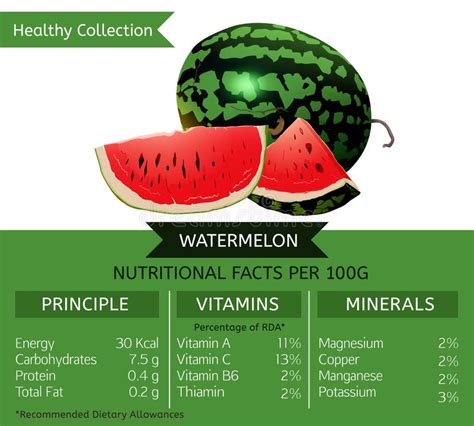 Healthy Collection
WATERMELON
NUTRITIONAL FACTS PER 100G
PRINCIPLE
Energy 30 Kcal
Carbohydrates 7.5 g
Protein 0.4 g
Total Fat 0.2 g
VITAMINS
Percentage of RDA*
Vitamin A 11%
Vitamin C 13%
Vitamin B6 2%
Thiamin 2%
MINERALS
Magnesium 2%
Copper 2%
Manganese 2%
Potassium 3%
*Recommended Dietary Allowances